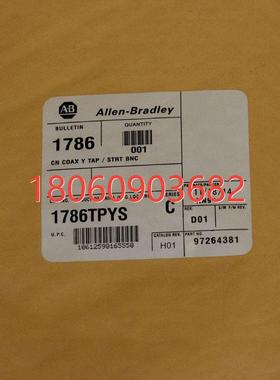 AB
Allen-Bradley
BULLETIN
QUANTITY
1786
001
CN COAX Y TAP / STRT BNC
18060903682
1786TPYS
C
D01
U.P.C.
10612598165558
CATALOG REV.
H01
PART NO.
97264381